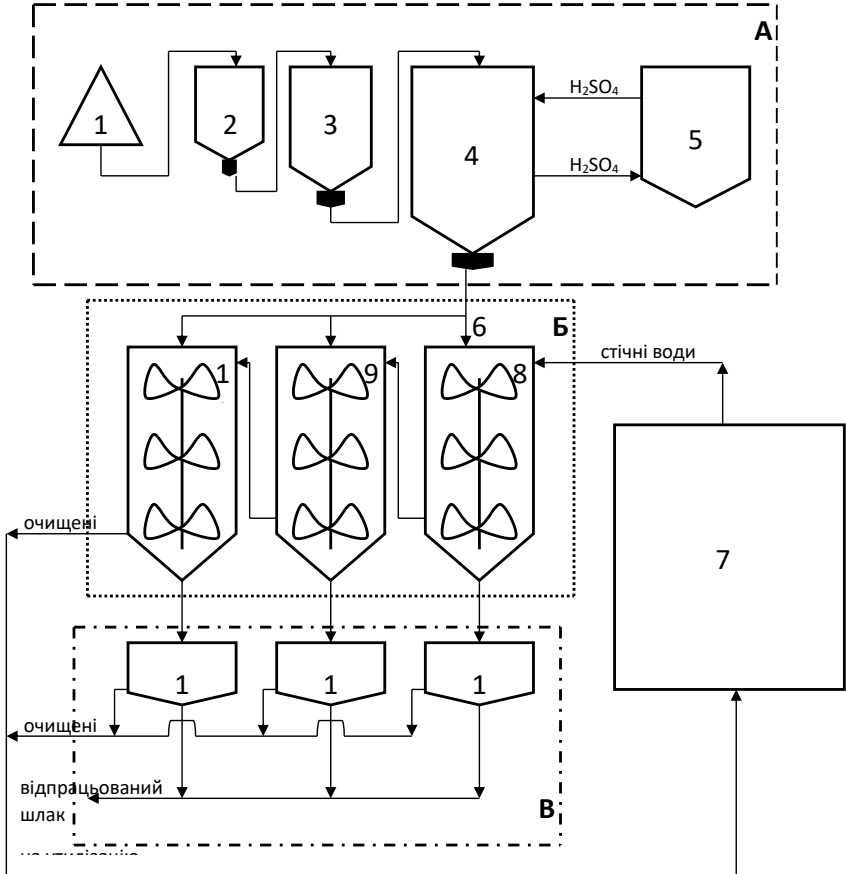 А
1
2
3
4
5
H₂SO₄
H₂SO₄
6
Б
1
9
8
стічні води
очищені
7
1
1
1
очищені
відпрацьований
шлак
В